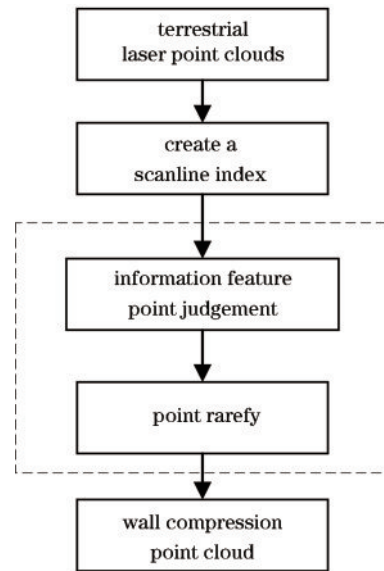 terrestrial
laser point clouds
create a
scanline index
information feature
point judgement
point rarefy
wall compression
point cloud